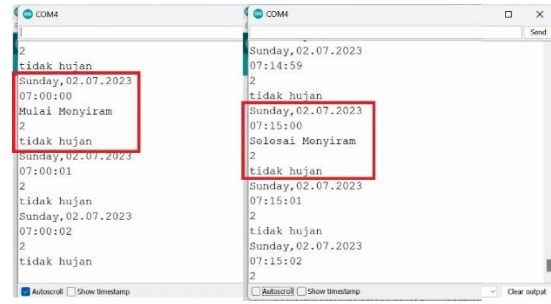 COM4
2
tidak hujan
Sunday,02.07.2023
07:00:00
Mulai Menyiram
2
tidak hujan
Sunday,02.07.2023
07:00:01
2
tidak hujan
Sunday,02.07.2023
07:00:02
2
tidak hujan
Autoscroll Show timestamp
COM4
Send
Sunday,02.07.2023
07:14:59
2
tidak hujan
Sunday,02.07.2023
07:15:00
Selesai Menyiram
2
tidak hujan
Sunday,02.07.2023
07:15:01
2
tidak hujan
Sunday,02.07.2023
07:15:02
2
Autoscroll Show timestamp Clear output